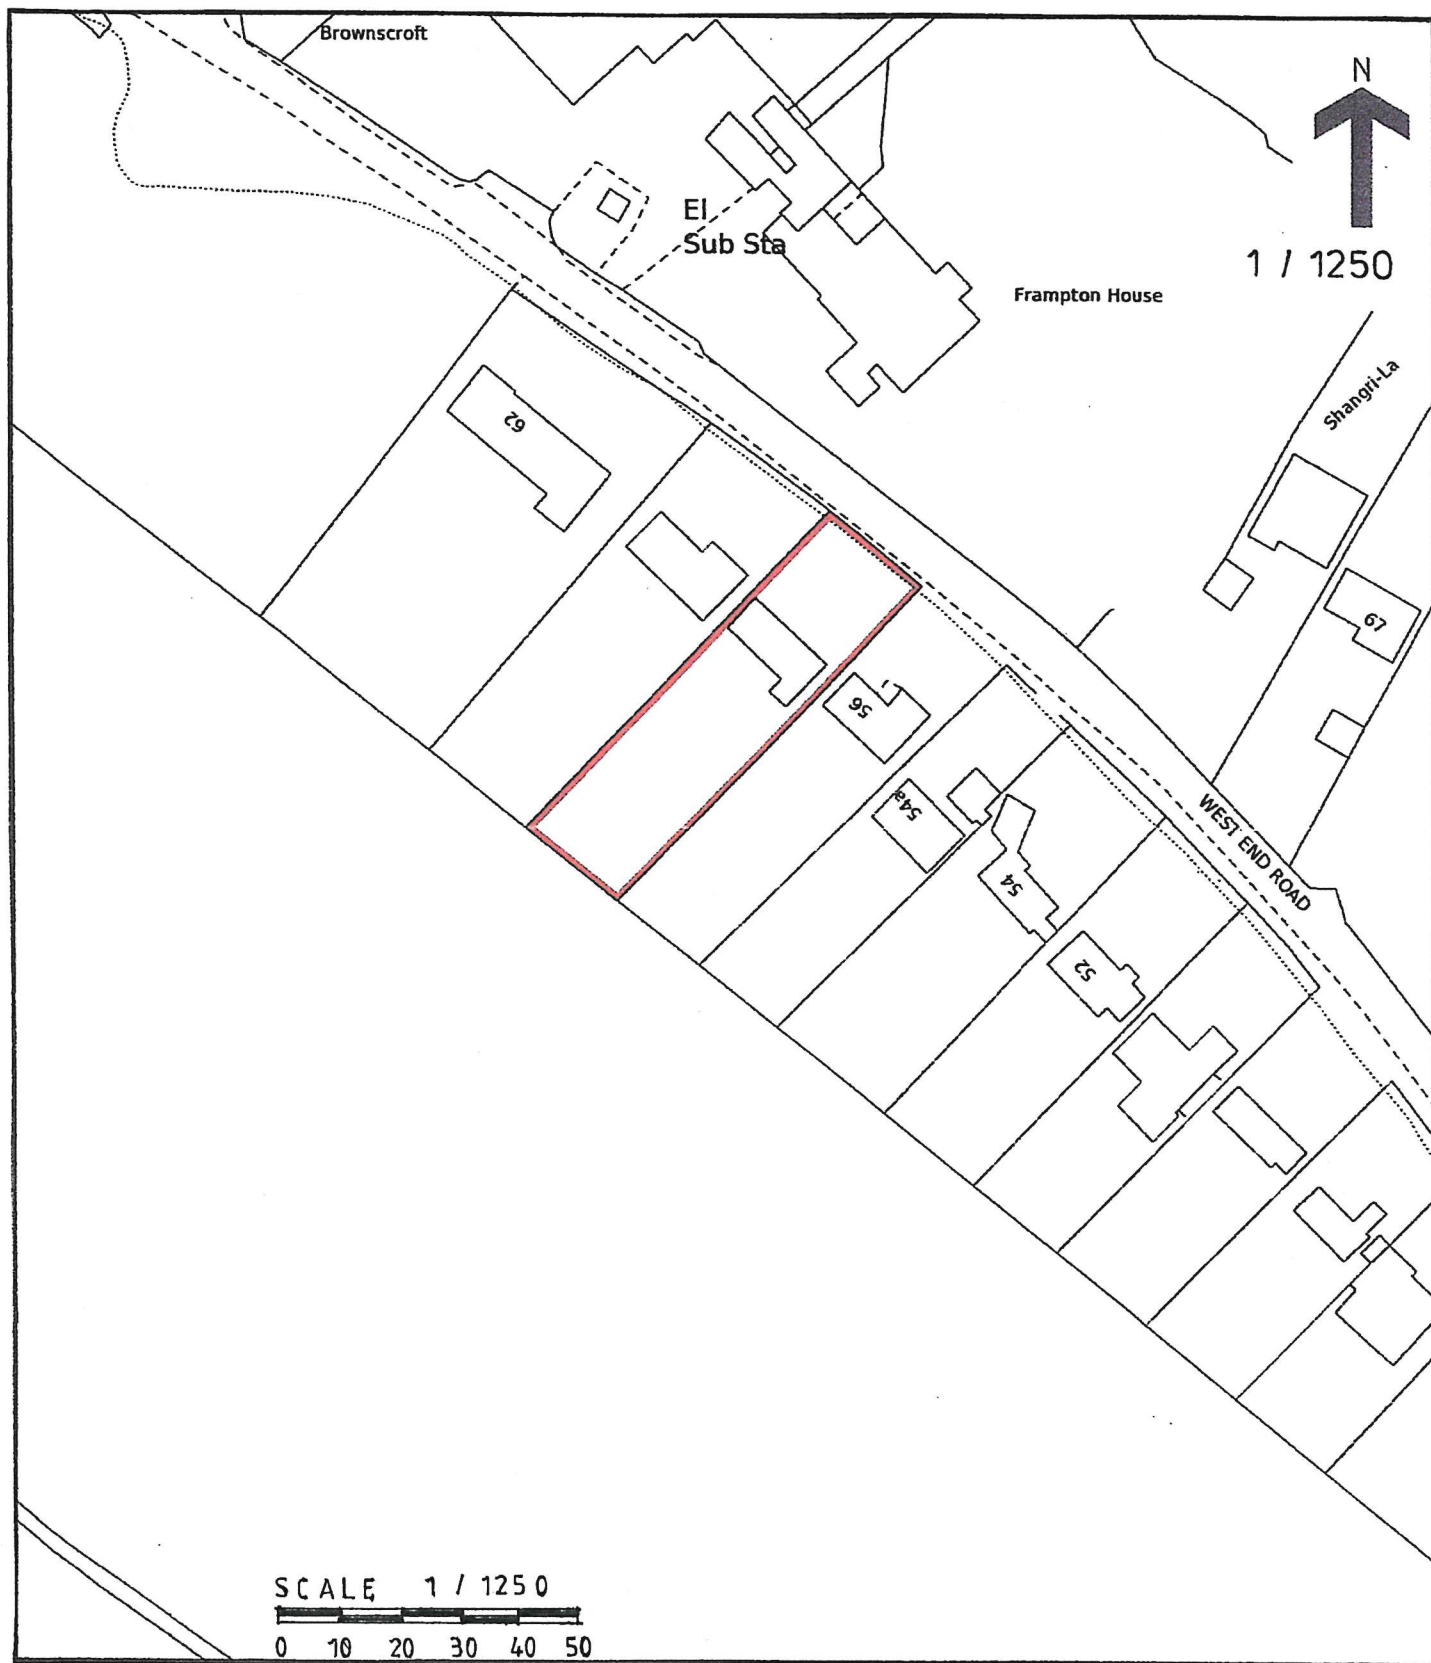 Brownscroft
N
El
Sub Sta
1 / 1250
Frampton House
Shangri-La
62
67
56
54a
WEST END ROAD
54
52
SCALE 1 / 1250
0 10 20 30 40 50